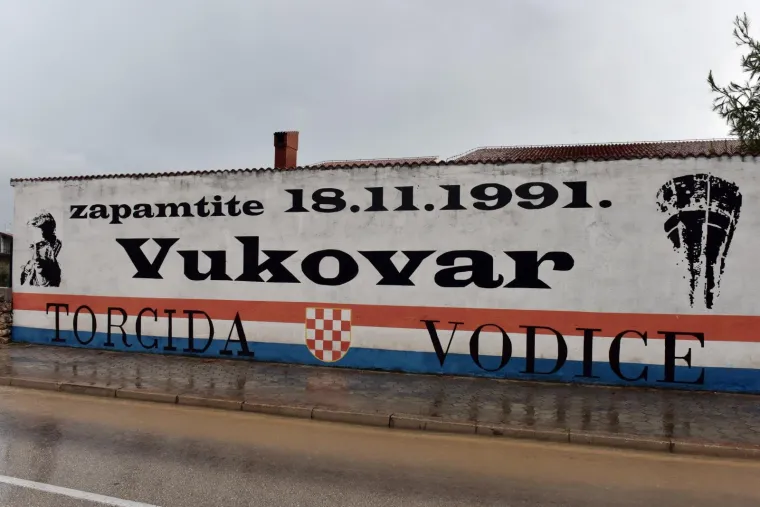 zapamtite 18.11.1991.
Vukovar
TORCIDA VODICE